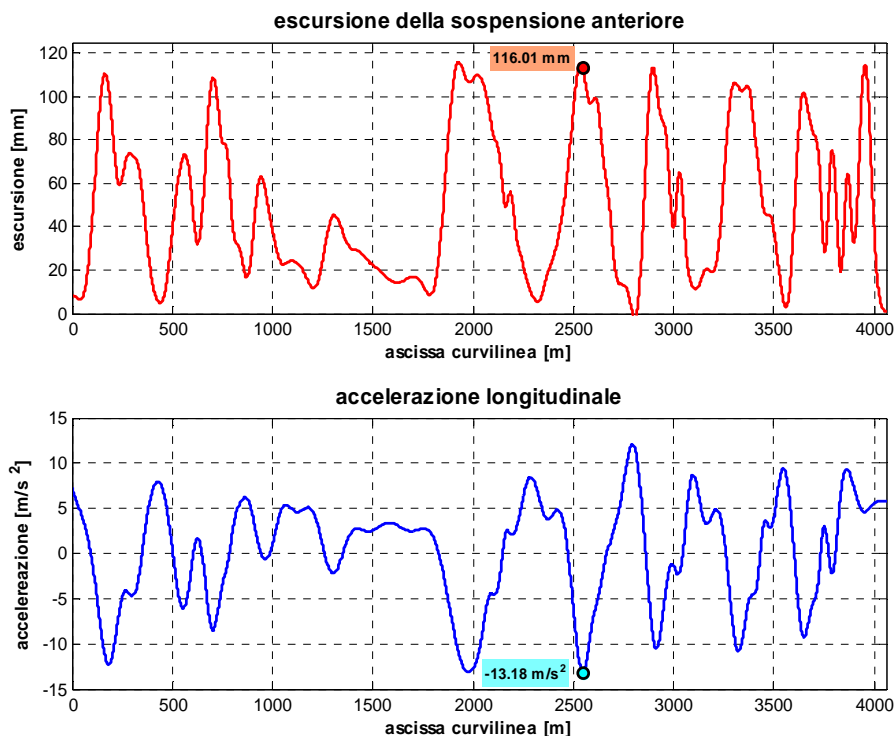 escursione della sospensione anteriore
escursione [mm]
120
100
80
60
40
20
0
116.01 mm
0 500 1000 1500 2000 2500 3000 3500 4000
ascissa curvilinea [m]
accelerazione longitudinale
accelereazione [m/s²]
15
10
5
0
-5
-10
-15
-13.18 m/s²
0 500 1000 1500 2000 2500 3000 3500 4000
ascissa curvilinea [m]